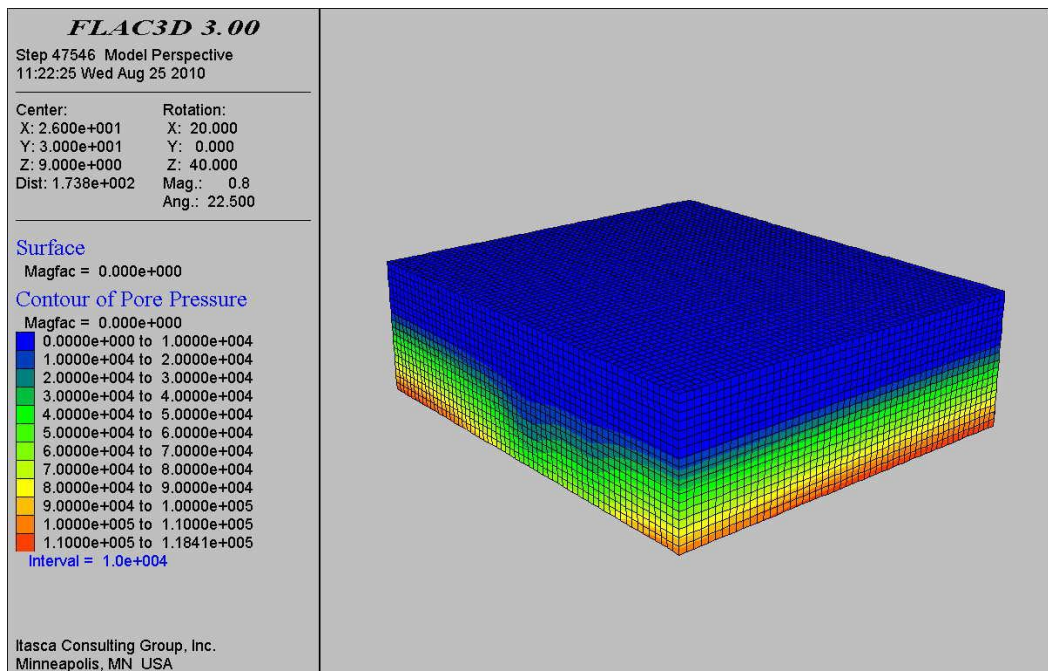 FLAC3D 3.00
Step 47546 Model Perspective
11:22:25 Wed Aug 25 2010
Center:
X: 2.600e+001
Y: 3.000e+001
Z: 9.000e+000
Dist: 1.738e+002
Rotation:
X: 20.000
Y: 0.000
Z: 40.000
Mag.: 0.8
Ang.: 22.500
Surface
Magfac = 0.000e+000
Contour of Pore Pressure
Magfac = 0.000e+000
0.0000e+000 to 1.0000e+004
1.0000e+004 to 2.0000e+004
2.0000e+004 to 3.0000e+004
3.0000e+004 to 4.0000e+004
4.0000e+004 to 5.0000e+004
5.0000e+004 to 6.0000e+004
6.0000e+004 to 7.0000e+004
7.0000e+004 to 8.0000e+004
8.0000e+004 to 9.0000e+004
9.0000e+004 to 1.0000e+005
1.0000e+005 to 1.1000e+005
1.1000e+005 to 1.1841e+005
Interval = 1.0e+004
Itasca Consulting Group, Inc.
Minneapolis, MN USA